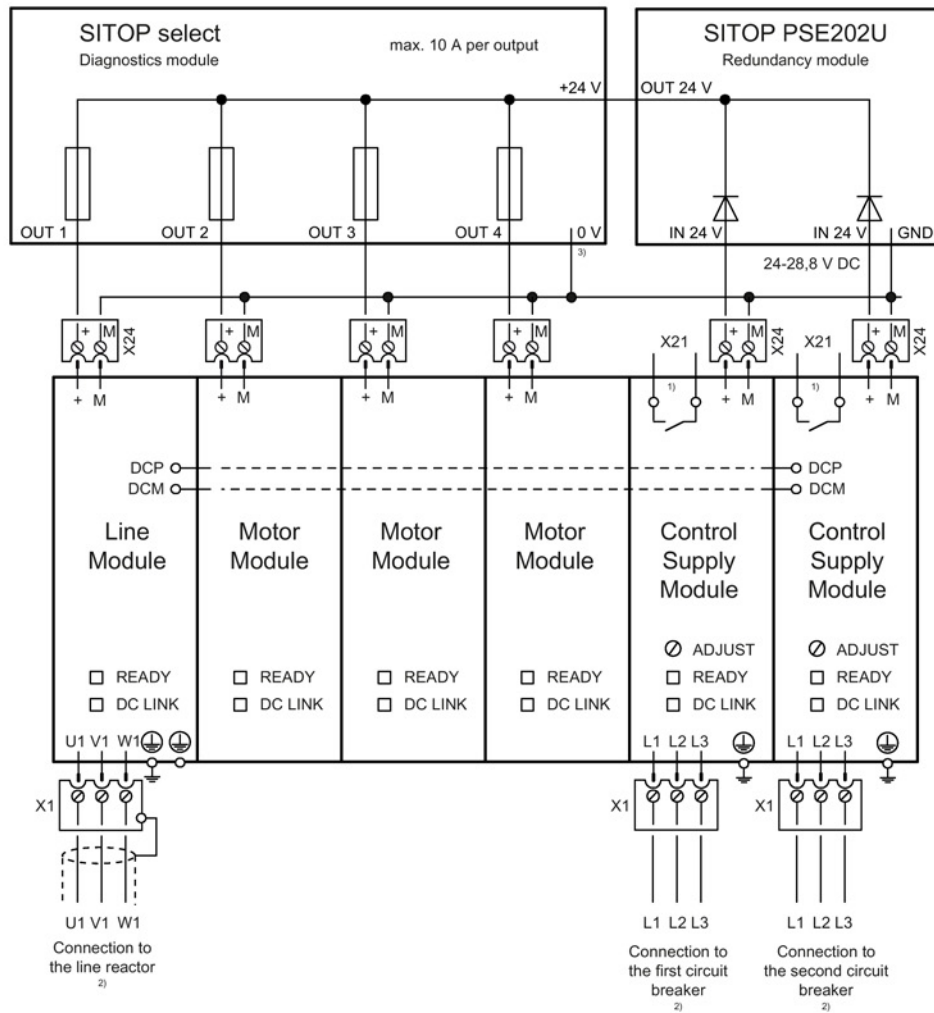 SITOP select
Diagnostics module
max. 10 A per output
SITOP PSE202U
Redundancy module
+24 V
OUT 24 V
OUT 1
OUT 2
OUT 3
OUT 4
0 V
3)
IN 24 V
IN 24 V
GND
24-28,8 V DC
+ M
X24
+ M
+ M
+ M
X21
+ M
X24
X21
+ M
X24
+ M
+ M
+ M
+ M
1)
+ M
1)
+ M
DCP
DCP
DCM
DCM
Line
Module
Motor
Module
Motor
Module
Motor
Module
Control
Supply
Module
Control
Supply
Module
ADJUST
ADJUST
READY
READY
READY
READY
READY
READY
DC LINK
DC LINK
DC LINK
DC LINK
DC LINK
DC LINK
U1 V1 W1
L1 L2 L3
L1 L2 L3
X1
X1
X1
U1 V1 W1
L1 L2 L3
L1 L2 L3
Connection to
the line reactor
2)
Connection to
the first circuit
breaker
2)
Connection to
the second circuit
breaker
2)